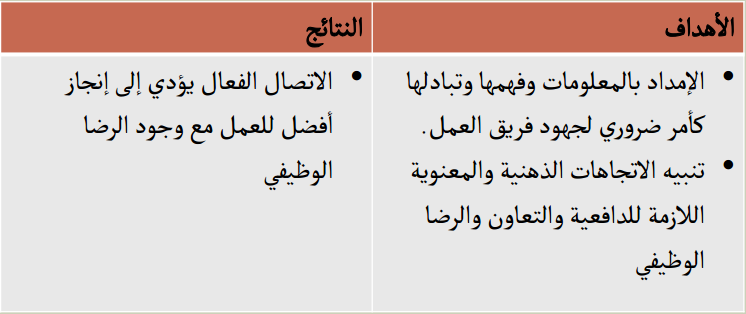 الأهداف
النتائج
• الإمداد بالمعلومات وفهمها وتبادلها
كأمر ضروري لجهود فريق العمل.
• تنبيه الاتجاهات الذهنية والمعنوية
اللازمة للدافعية والتعاون والرضا
الوظيفي
• الاتصال الفعال يؤدي إلى إنجاز
أفضل للعمل مع وجود الرضا
الوظيفي